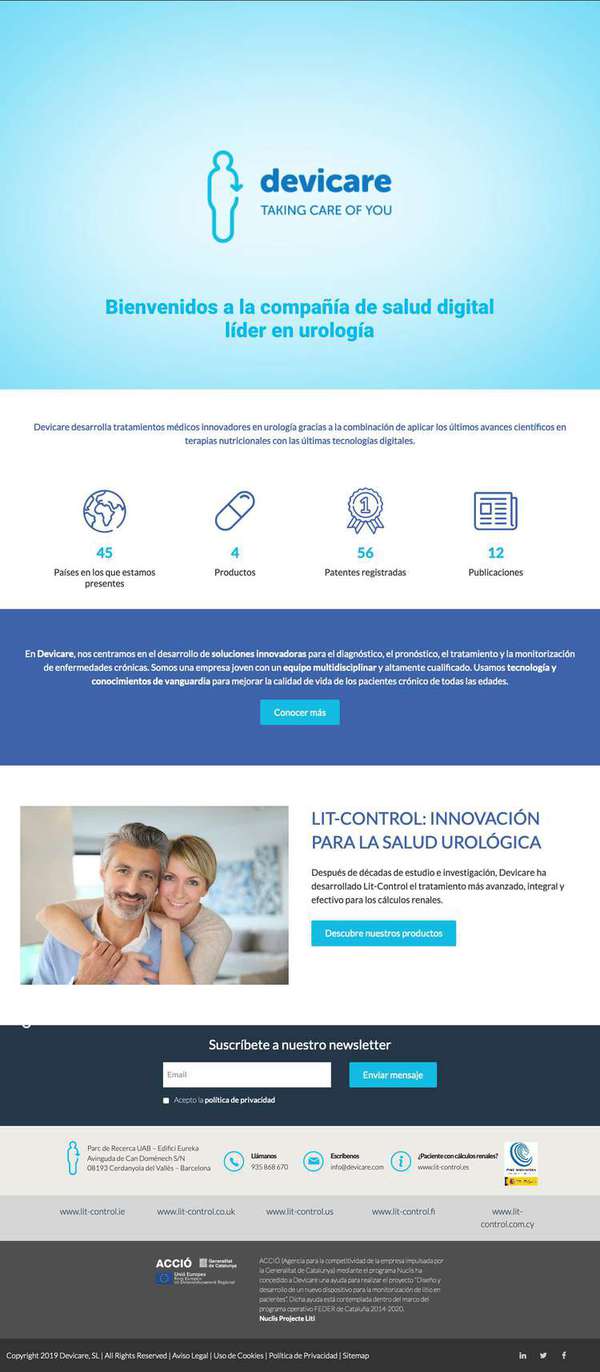 devicare
TAKING CARE OF YOU
Bienvenidos a la compañía de salud digital
líder en urología
Devicare desarrolla tratamientos médicos innovadores en urología gracias a la combinación de aplicar los últimos avances científicos en
terapias nutricionales con las últimas tecnologías digitales.
45
Países en los que estamos
presentes
4
Productos
56
Patentes registradas
12
Publicaciones
En Devicare, nos centramos en el desarrollo de soluciones innovadoras para el diagnóstico, el pronóstico, el tratamiento y la monitorización
de enfermedades crónicas. Somos una empresa joven con un equipo multidisciplinar y altamente cualificado. Usamos tecnología y
conocimientos de vanguardia para mejorar la calidad de vida de los pacientes crónico de todas las edades.
Conocer más
LIT-CONTROL: INNOVACIÓN
PARA LA SALUD UROLÓGICA
Después de décadas de estudio e investigación, Devicare ha
desarrollado Lit-Control el tratamiento más avanzado, integral y
efectivo para los cálculos renales.
Descubre nuestros productos
Suscríbete a nuestro newsletter
Email
Enviar mensaje
Acepto la política de privacidad
Parc de Recerca UAB – Edifici Eureka
Avinguda de Can Domènech S/N
08193 Cerdanyola del Vallès – Barcelona
Llámanos
935 868 670
Escríbenos
info@devicare.com
¿Paciente con cálculos renales?
www.lit-control.es
www.lit-control.ie
www.lit-control.co.uk
www.lit-control.us
www.lit-control.fi
www.lit-
control.com.cy
ACCIÓ
Generalitat
de Catalunya
Unió Europea
Fons Europeu
de Desenvolupament Regional
ACCIÓ (Agencia para la competitividad de la empresa impulsada por
la Generalitat de Catalunya) mediante el programa Nuclis ha
concedido a Devicare una ayuda para realizar el proyecto "Diseño y
desarrollo de un nuevo dispositivo para la monitorización de litio en
pacientes". Dicha ayuda está contemplada dentro del marco del
programa operativo FEDER de Cataluña 2014-2020.
Nuclis Projecte Liti
Copyright 2019 Devicare, SL | All Rights Reserved | Aviso Legal | Uso de Cookies | Política de Privacidad | Sitemap